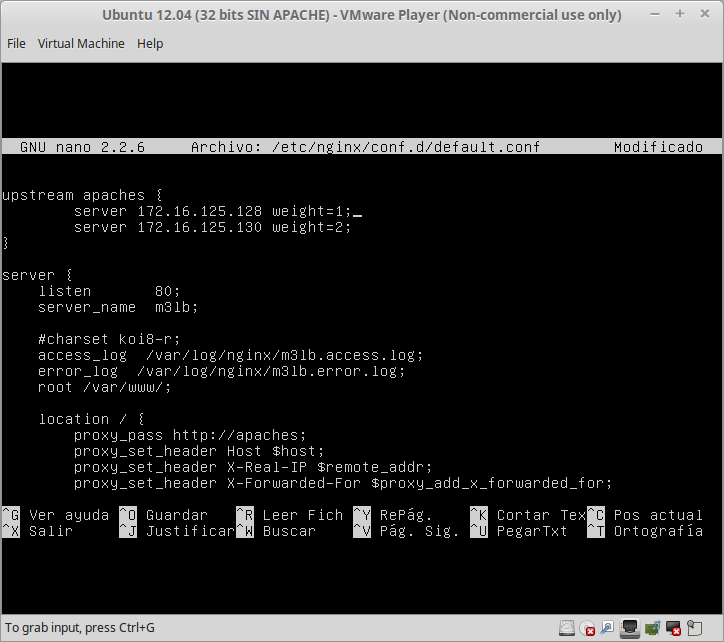 Ubuntu 12.04 (32 bits SIN APACHE) - VMware Player (Non-commercial use only)
File Virtual Machine Help
GNU nano 2.2.6 Archivo: /etc/nginx/conf.d/default.conf Modificado
upstream apaches {
server 172.16.125.128 weight=1;_
server 172.16.125.130 weight=2;
}
server {
listen 80;
server_name m3lb;
#charset koi8-r;
access_log /var/log/nginx/m3lb.access.log;
error_log /var/log/nginx/m3lb.error.log;
root /var/www/;
location / {
proxy_pass http://apaches;
proxy_set_header Host $host;
proxy_set_header X-Real-IP $remote_addr;
proxy_set_header X-Forwarded-For $proxy_add_x_forwarded_for;
^G Ver ayuda ^O Guardar ^R Leer Fich ^Y RePág. ^K Cortar Tex ^C Pos actual
^X Salir ^J Justificar ^W Buscar ^V Pág. Sig. ^U PegarTxt ^T Ortografía
To grab input, press Ctrl+G